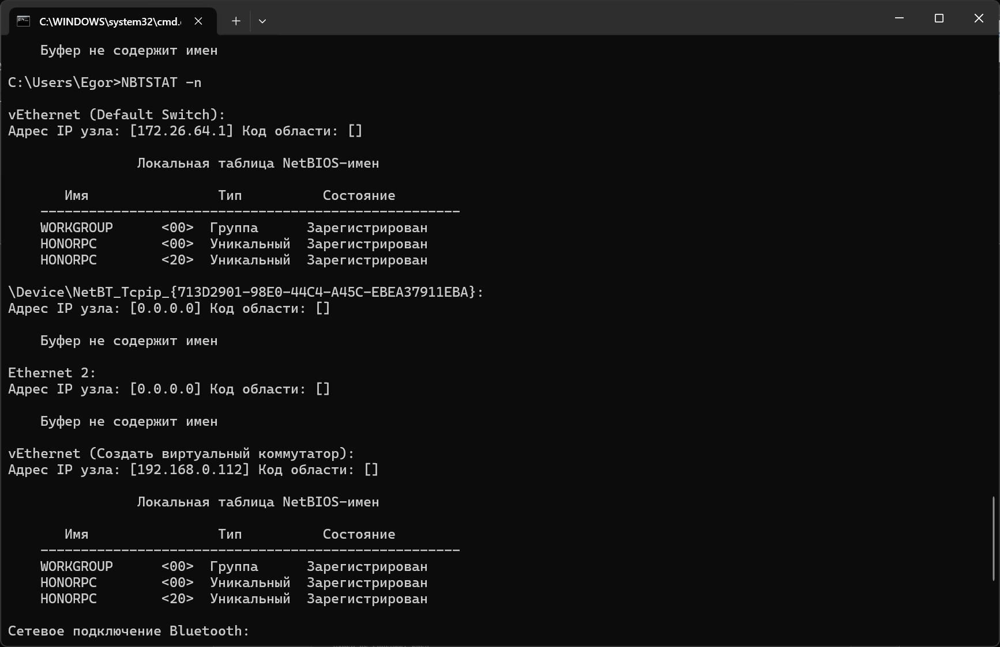 C:\WINDOWS\system32\cmd.
Буфер не содержит имен
C:\Users\Egor>NBTSTAT -n
vEthernet (Default Switch):
Адрес IP узла: [172.26.64.1] Код области: []
Локальная таблица NetBIOS-имен
Имя Тип Состояние
----------------------------------------------------
WORKGROUP <00> Группа Зарегистрирован
HONORPC <00> Уникальный Зарегистрирован
HONORPC <20> Уникальный Зарегистрирован
\Device\NetBT_Tcpip_{713D2901-98E0-44C4-A45C-EBEA37911EBA}:
Адрес IP узла: [0.0.0.0] Код области: []
Буфер не содержит имен
Ethernet 2:
Адрес IP узла: [0.0.0.0] Код области: []
Буфер не содержит имен
vEthernet (Создать виртуальный коммутатор):
Адрес IP узла: [192.168.0.112] Код области: []
Локальная таблица NetBIOS-имен
Имя Тип Состояние
----------------------------------------------------
WORKGROUP <00> Группа Зарегистрирован
HONORPC <00> Уникальный Зарегистрирован
HONORPC <20> Уникальный Зарегистрирован
Сетевое подключение Bluetooth: